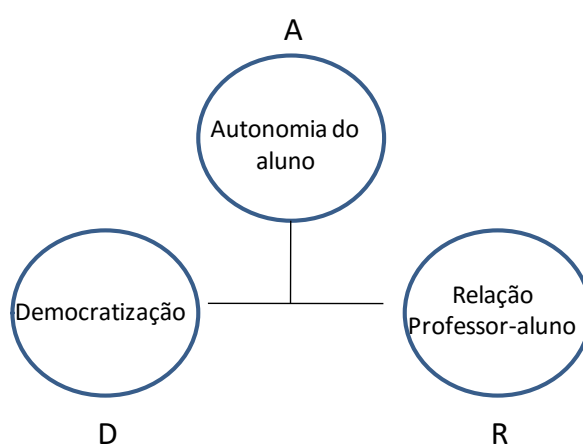 A
Autonomia do
aluno
Democratização
Relação
Professor-aluno
D
R